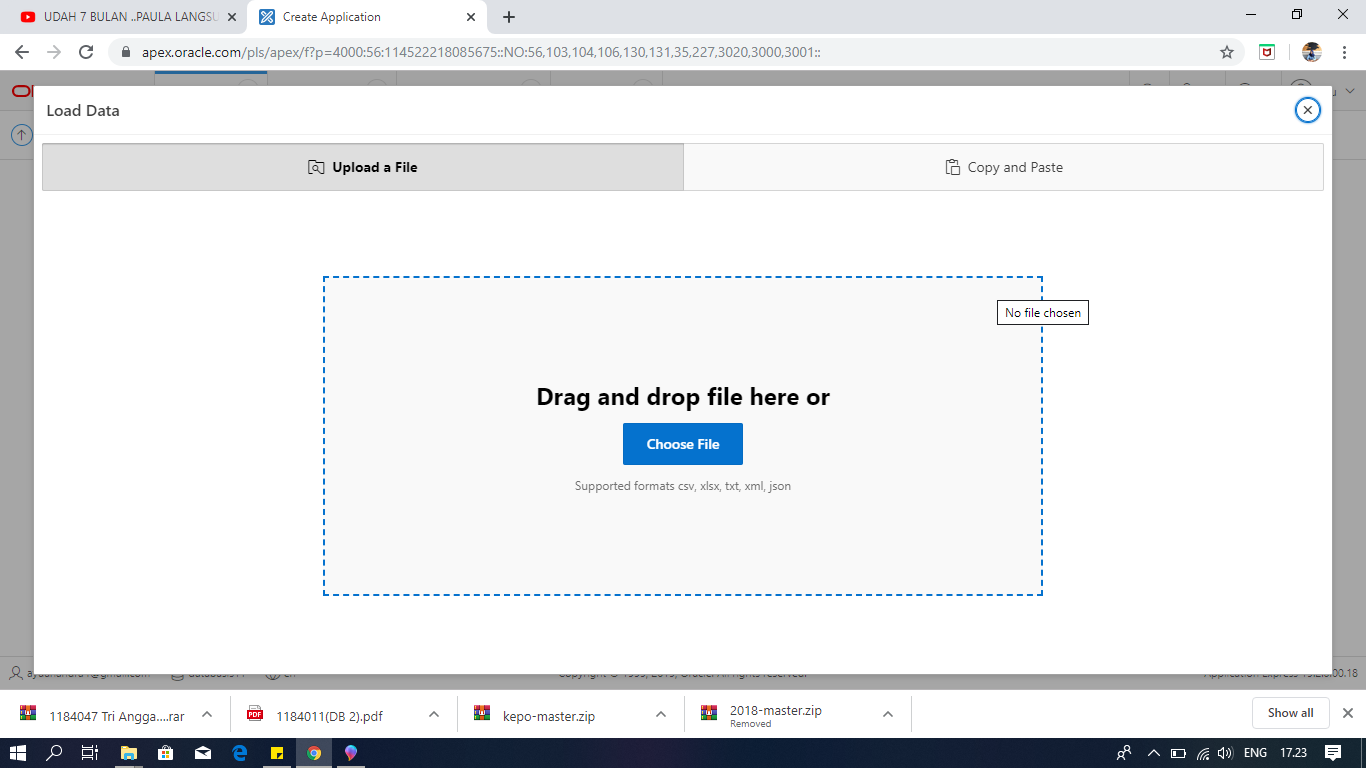 UDAH 7 BULAN ..PAULA LANGSU
Create Application
apex.oracle.com/pls/apex/f?p=4000:56:114522218085675::NO:56,103,104,106,130,131,35,227,3020,3000,3001::
Load Data
Upload a File
Copy and Paste
No file chosen
Drag and drop file here or
Choose File
Supported formats csv, xlsx, txt, xml, json
1184047 Tri Angga....rar
1184011(DB 2).pdf
kepo-master.zip
2018-master.zip
Removed
Show all
ENG
17.23